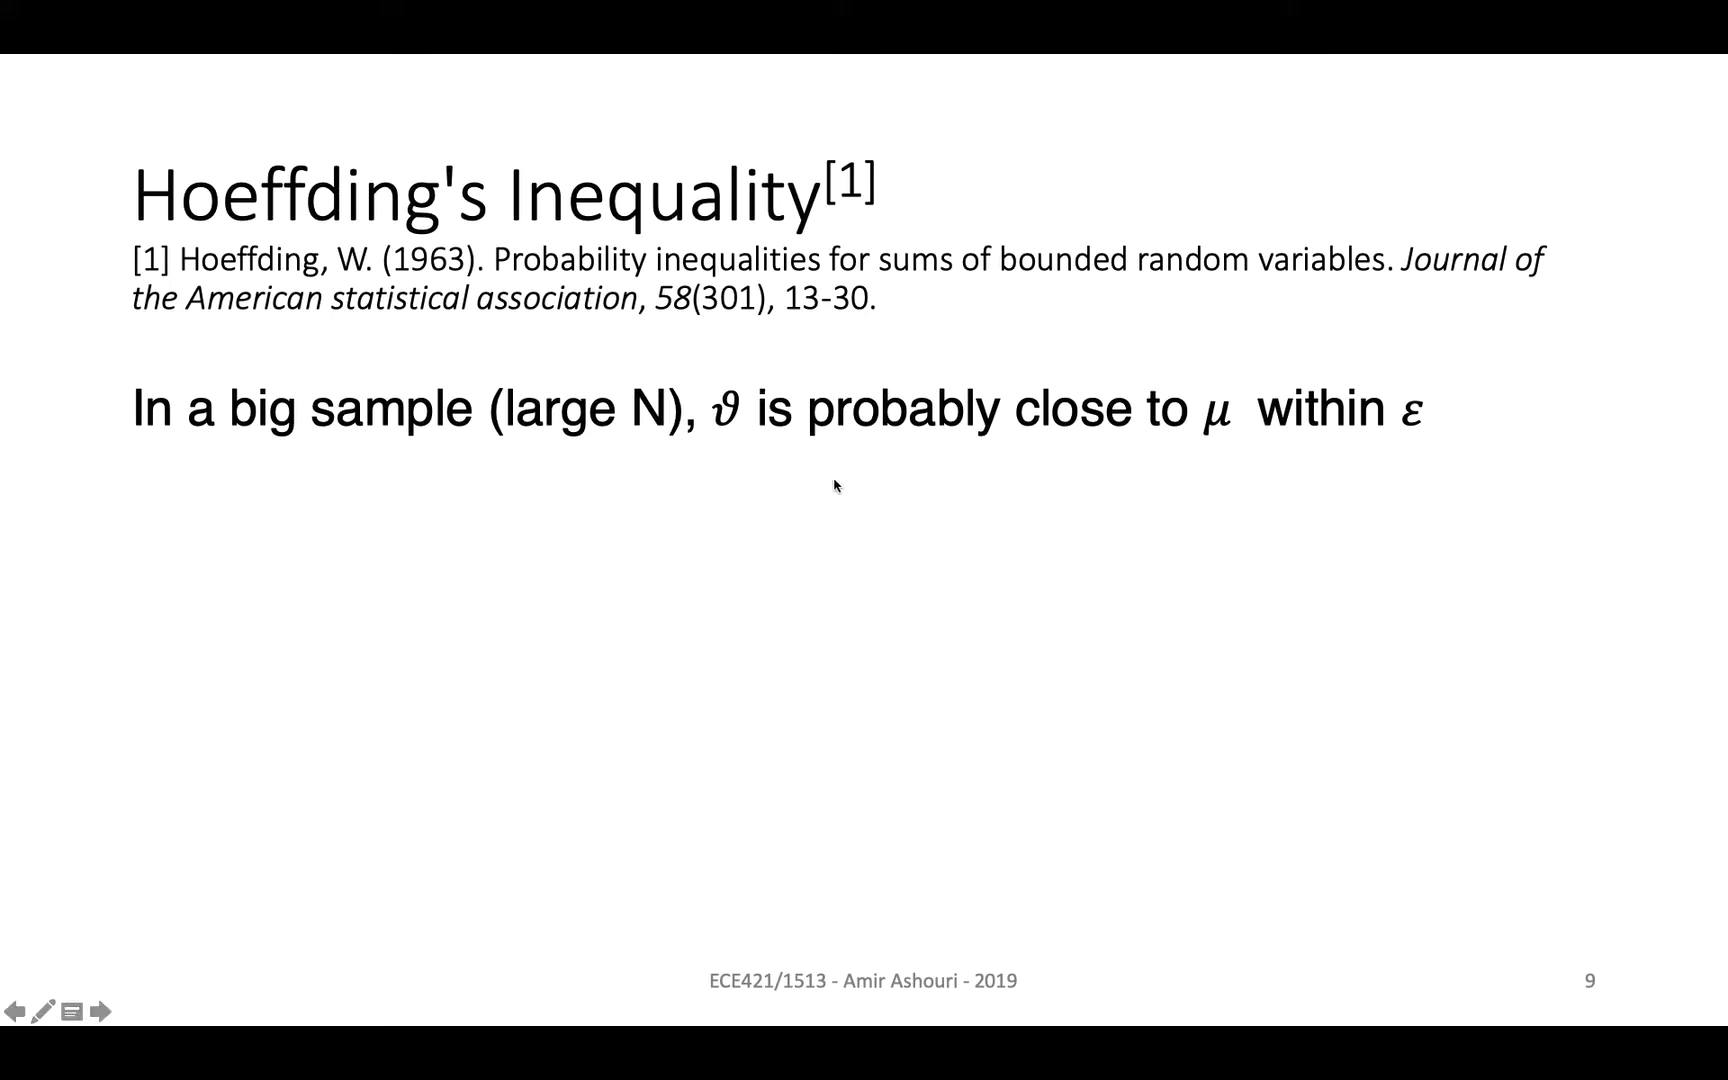 Hoeffding's Inequality[1]
[1] Hoeffding, W. (1963). Probability inequalities for sums of bounded random variables. Journal of
the American statistical association, 58(301), 13-30.
In a big sample (large N), 𝜗 is probably close to 𝜇 within 𝜀
ECE421/1513 - Amir Ashouri - 2019
9